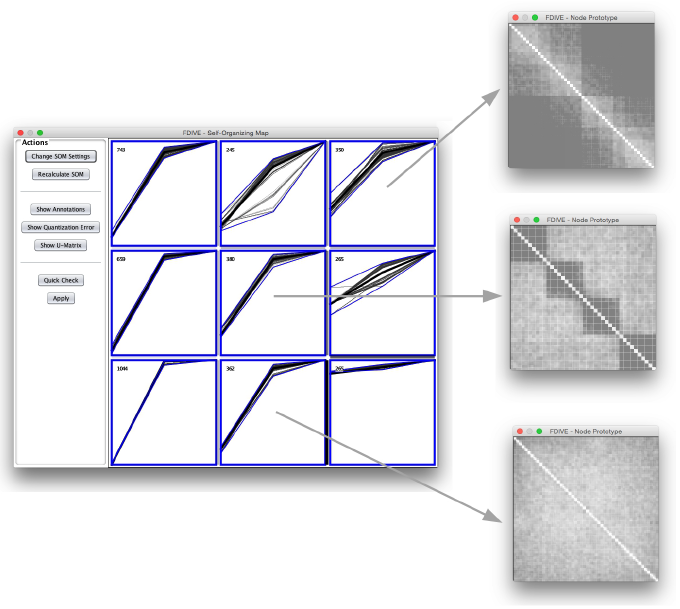 FDIVE - Node Prototype
FDIVE - Self-Organizing Map
Actions
Change SOM Settings
Recalculate SOM
Show Annotations
Show Quantization Error
Show U-Matrix
Quick Check
Apply
743
245
330
659
380
265
1044
362
265
FDIVE - Node Prototype
FDIVE - Node Prototype